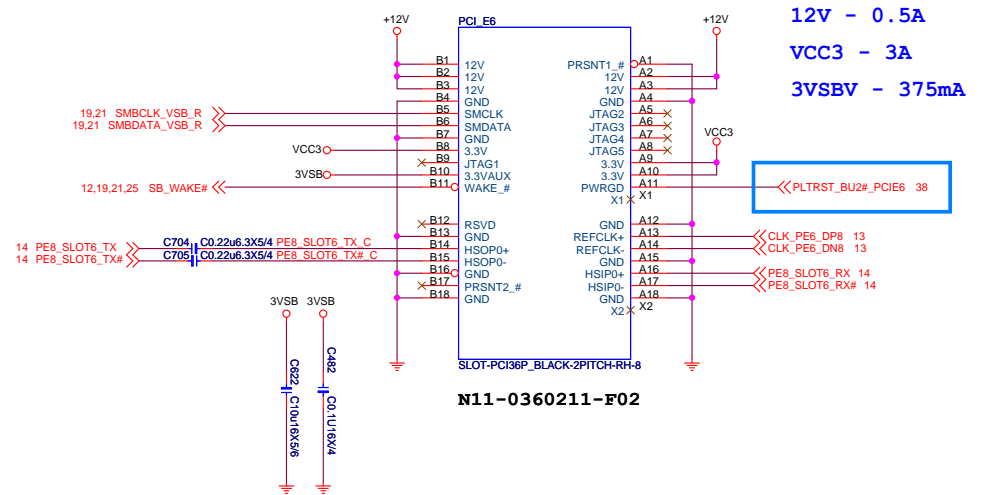 12V - 0.5A
VCC3 - 3A
3VSBV - 375mA
+12V
PCI_E6
+12V
B1 12V
B2 12V
B3 12V
B4 GND
B5 SMCLK
B6 SMDATA
B7 GND
B8 3.3V
B9 JTAG1
B10 3.3VAUX
B11 WAKE_#
B12 RSVD
B13 GND
B14 HSOP0+
B15 HSOP0-
B16 GND
B17 PRSNT2_#
B18 GND
PRSNT1_# A1
12V A2
12V A3
GND A4
JTAG2 A5
JTAG3 A6
JTAG4 A7
JTAG5 A8
3.3V A9
3.3V A10
PWRGD A11
X1 X1
GND A12
REFCLK+ A13
REFCLK- A14
GND A15
HSIP0+ A16
HSIP0- A17
GND A18
X2 X2
19,21 SMBCLK_VSB_R
19,21 SMBDATA_VSB_R
VCC3
3VSB
12,19,21,25 SB_WAKE#
14 PE8_SLOT6_TX C704 C0.22u6.3X5/4 PE8_SLOT6_TX_C
14 PE8_SLOT6_TX# C705 C0.22u6.3X5/4 PE8_SLOT6_TX#_C
VCC3
PLTRST_BU2#_PCIE6 38
CLK_PE6_DP8 13
CLK_PE6_DN8 13
PE8_SLOT6_RX 14
PE8_SLOT6_RX# 14
3VSB 3VSB
C622 C10u16X5/6
C482 C0.1U16X/4
SLOT-PCI36P_BLACK-2PITCH-RH-8
N11-0360211-F02